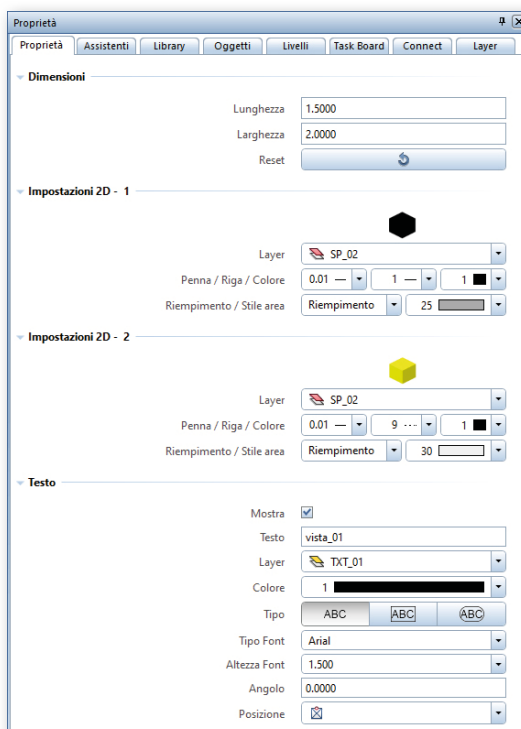 Proprietà
Proprietà Assistenti Library Oggetti Livelli Task Board Connect Layer
Dimensioni
Lunghezza 1.5000
Larghezza 2.0000
Reset
Impostazioni 2D - 1
Layer SP_02
Penna / Riga / Colore 0.01 1 1
Riempimento / Stile area Riempimento 25
Impostazioni 2D - 2
Layer SP_02
Penna / Riga / Colore 0.01 9 1
Riempimento / Stile area Riempimento 30
Testo
Mostra
Testo vista_01
Layer TXT_01
Colore 1
Tipo ABC ABC ABC
Tipo Font Arial
Altezza Font 1.500
Angolo 0.0000
Posizione